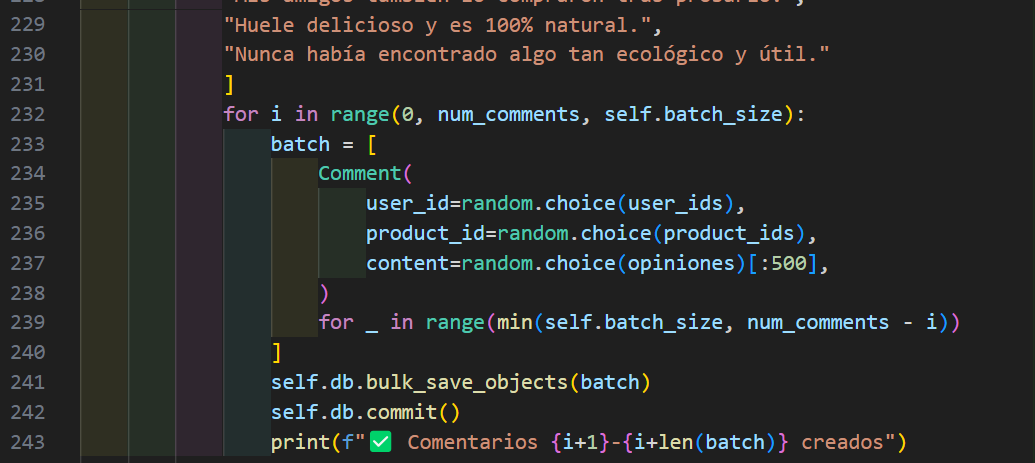 229 "Huele delicioso y es 100% natural.",
230 "Nunca había encontrado algo tan ecológico y útil."
231 ]
232 for i in range(0, num_comments, self.batch_size):
233 batch = [
234 Comment(
235 user_id=random.choice(user_ids),
236 product_id=random.choice(product_ids),
237 content=random.choice(opiniones)[:500],
238 )
239 for _ in range(min(self.batch_size, num_comments - i))
240 ]
241 self.db.bulk_save_objects(batch)
242 self.db.commit()
243 print(f"✅ Comentarios {i+1}-{i+len(batch)} creados")